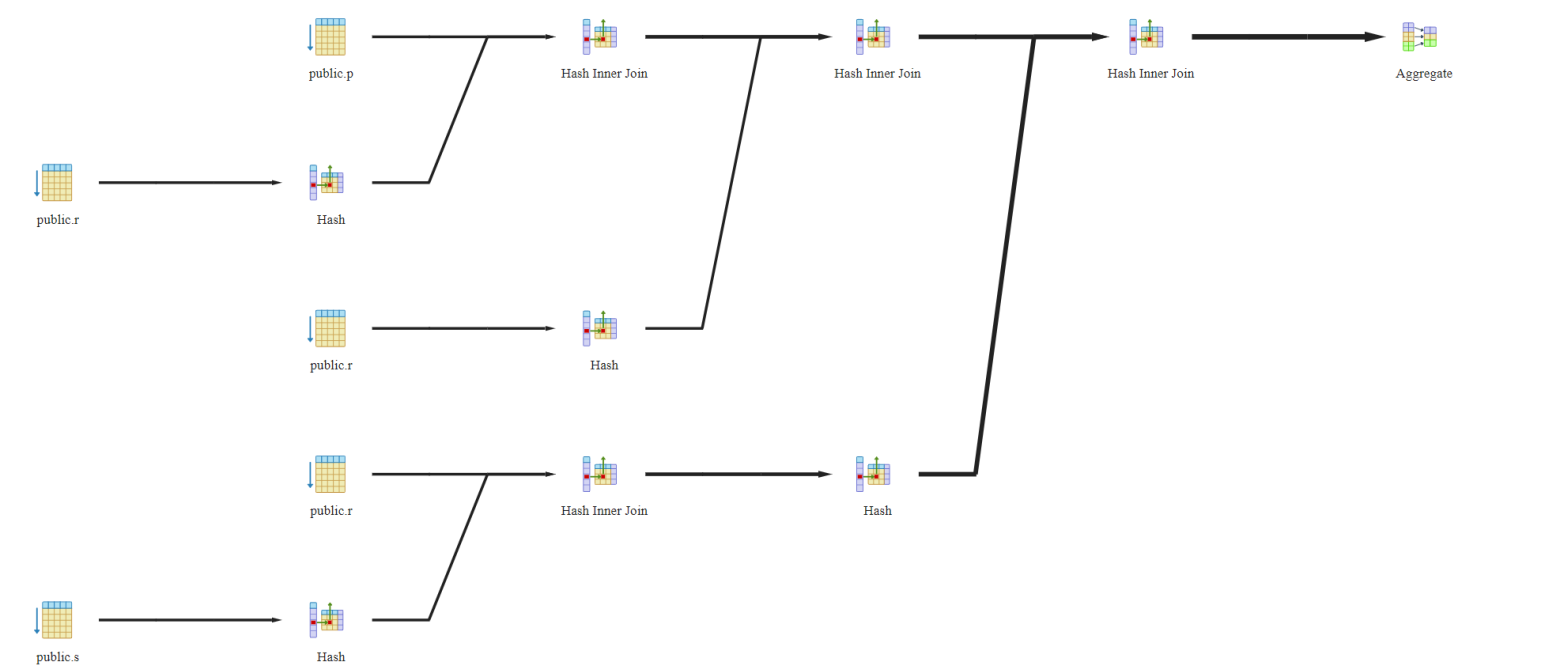 public.p
Hash Inner Join
Hash Inner Join
Hash Inner Join
Aggregate
public.r
Hash
public.r
Hash
public.r
Hash Inner Join
Hash
public.s
Hash